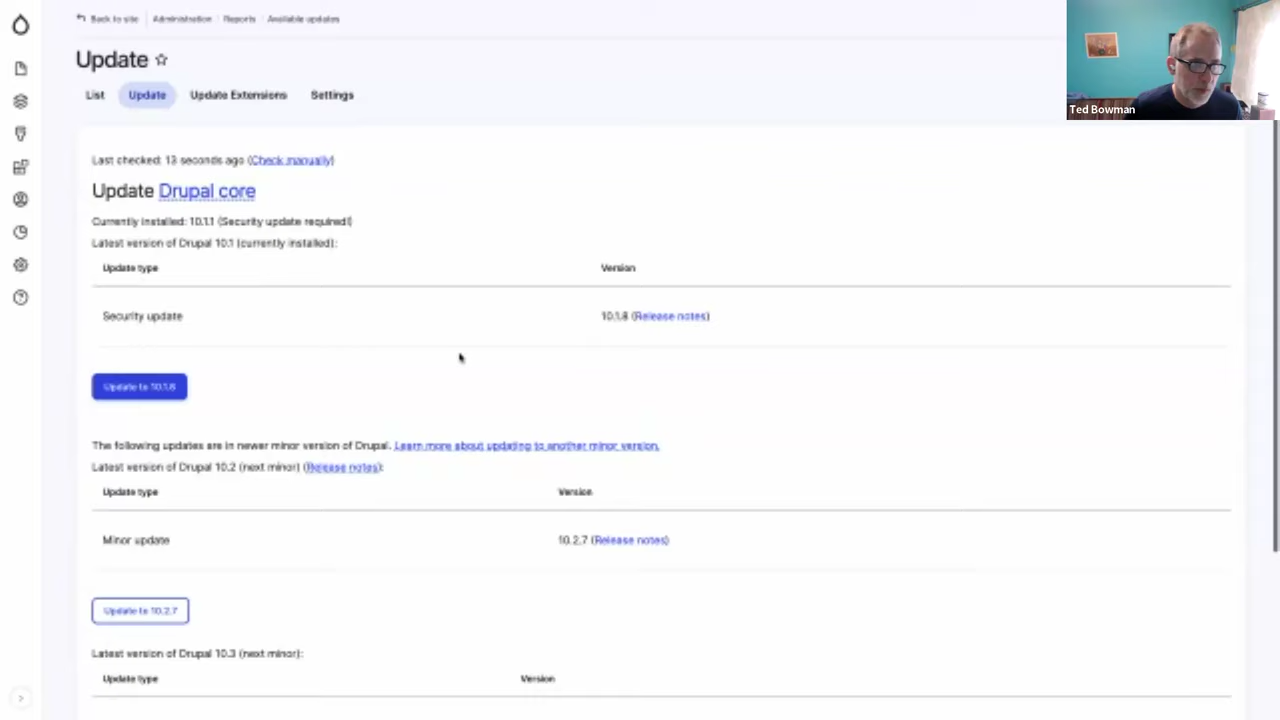 Back to site Administration Reports Available updates
Update
List Update Update Extensions Settings
Ted Bowman
Last checked: 13 seconds ago (Check manually)
Update Drupal core
Currently installed: 10.1.1 (Security update required!)
Latest version of Drupal 10.1 (currently installed):
Update type Version
Security update 10.1.8 (Release notes)
Update to 10.1.8
The following updates are in newer minor version of Drupal. Learn more about updating to another minor version.
Latest version of Drupal 10.2 (next minor) (Release notes):
Update type Version
Minor update 10.2.7 (Release notes)
Update to 10.2.7
Latest version of Drupal 10.3 (next minor):
Update type Version